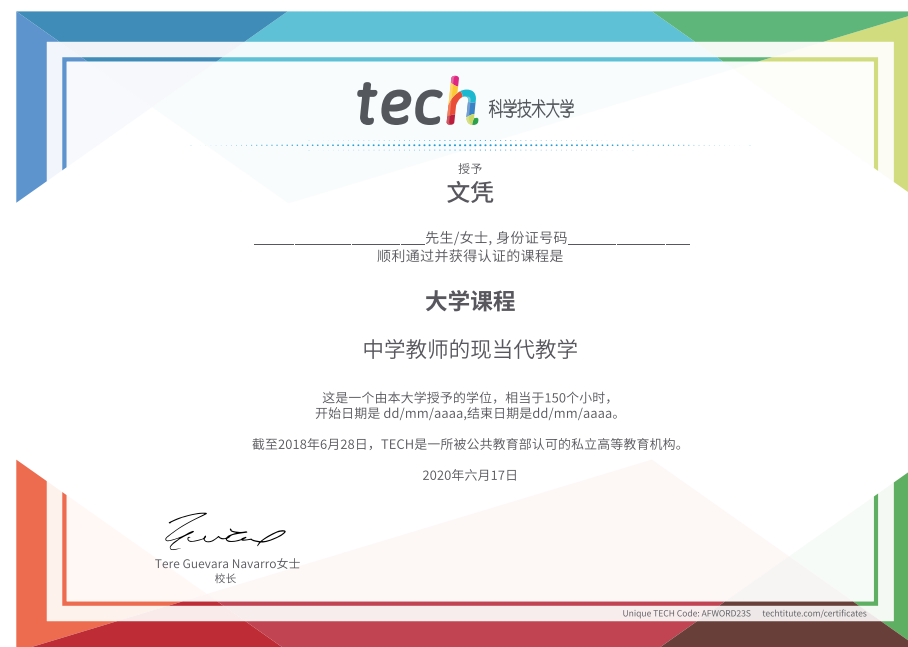 tech 科学技术大学
授予
文凭
先生/女士, 身份证号码
顺利通过并获得认证的课程是
大学课程
中学教师的现当代教学
这是一个由本大学授予的学位，相当于150个小时，
开始日期是 dd/mm/aaaa,结束日期是dd/mm/aaaa。
截至2018年6月28日，TECH是一所被公共教育部认可的私立高等教育机构。
2020年六月17日
Tere Guevara Navarro女士
校长
Unique TECH Code: AFWORD23S techtitute.com/certificates